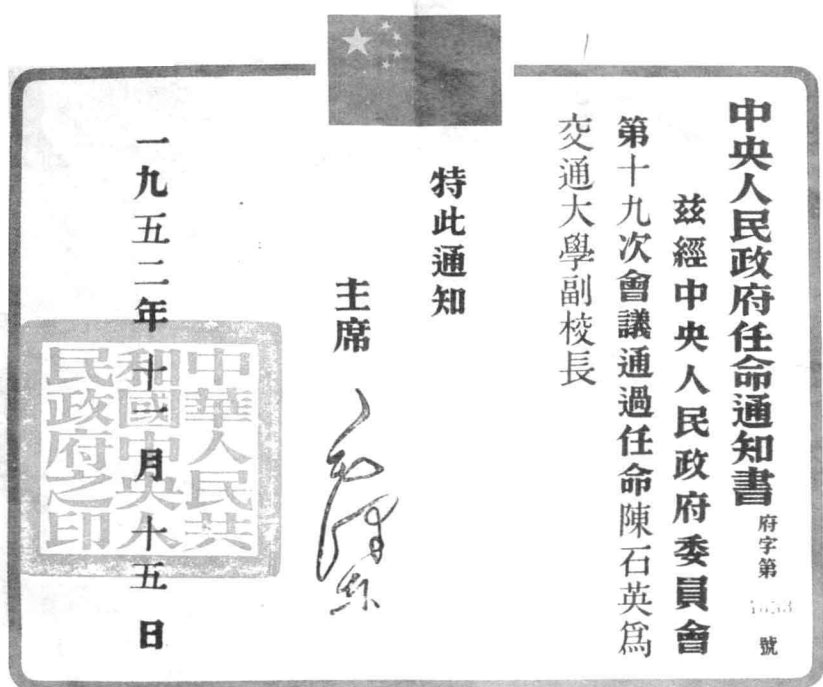 中央人民政府任命通知書
府字第 號
茲經中央人民政府委員會
第十九次會議通過任命陳石英爲
交通大學副校長
特此通知
主席 毛澤東
一九五二年十一月十五日
中華人民共
和國中央人
民政府之印